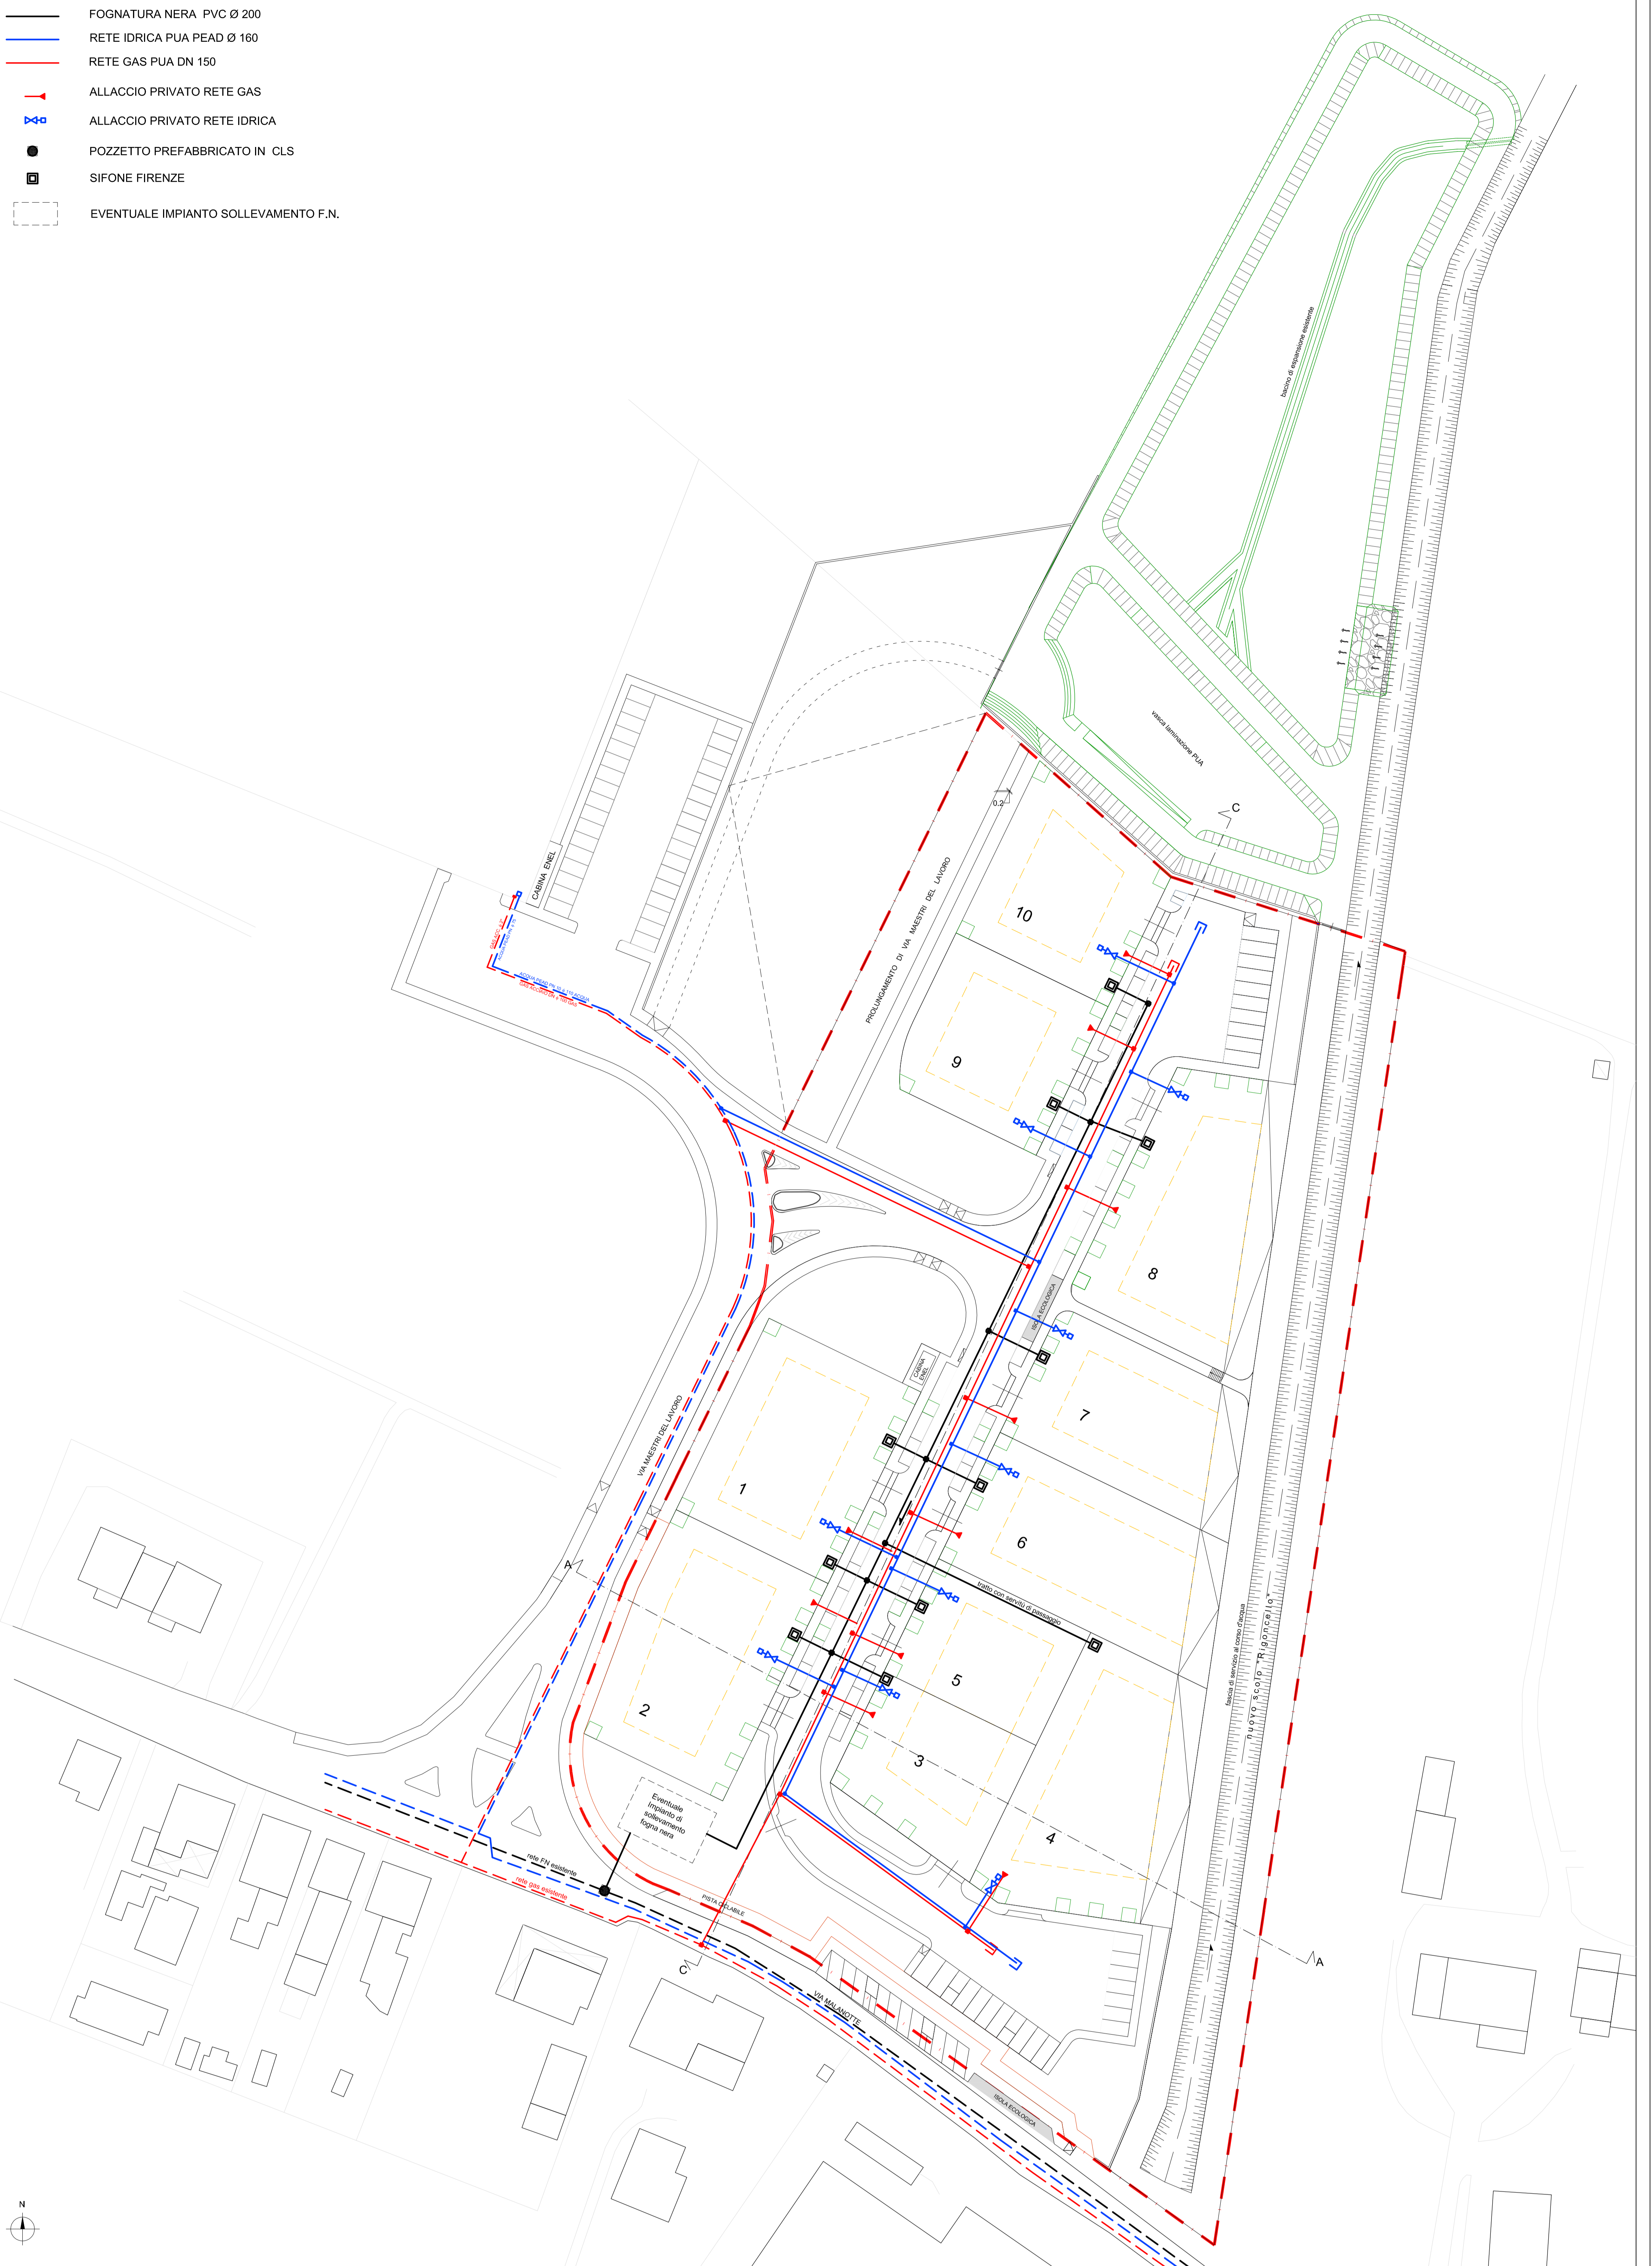 FOGNATURA NERA PVC Ø 200
RETE IDRICA PUA PEAD Ø 160
RETE GAS PUA DN 150
ALLACCIO PRIVATO RETE GAS
ALLACCIO PRIVATO RETE IDRICA
POZZETTO PREFABBRICATO IN CLS
SIFONE FIRENZE
EVENTUALE IMPIANTO SOLLEVAMENTO F.N.
bacino di espansione esistente
vasca laminazione PUA
C
0.2
CABINA ENEL
PROLUNGAMENTO DI VIA MAESTRI DEL LAVORO
10
9
8
ISOLA ECOLOGICA
CABINA
ENEL
7
VIA MAESTRI DEL LAVORO
1
6
A
tratto con servitù di passaggio
fascia di servizio al corso d'acqua
nuovo scolo "Rigoncello"
5
2
3
4
Eventuale
Impianto di
sollevamento
fogna nera
rete FN esistente
rete gas esistente
PISTA CICLABILE
A
C
VIA MALANOTTE
ISOLA ECOLOGICA
N